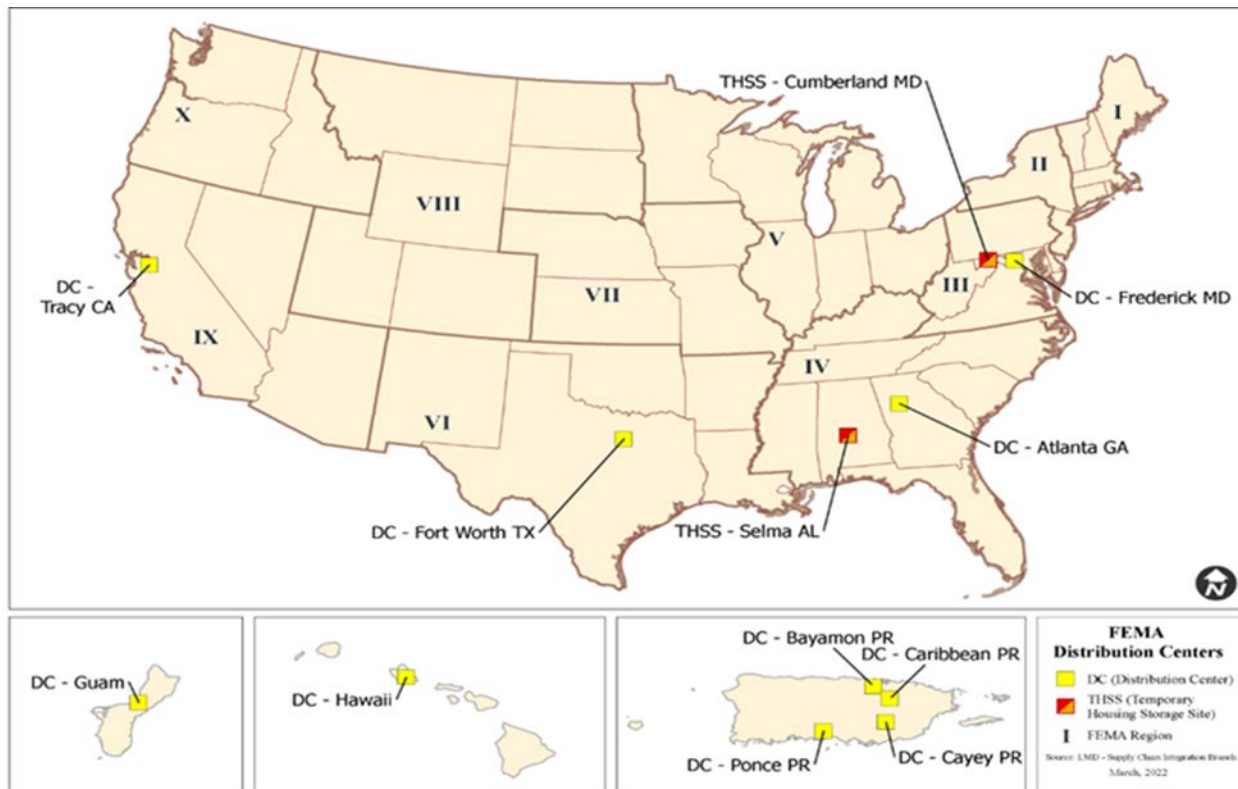 THSS - Cumberland MD
I
X
II
VIII
V
DC -
Tracy CA
III
VII
DC - Frederick MD
IX
IV
VI
DC - Atlanta GA
DC - Fort Worth TX
THSS - Selma AL
N
DC - Guam
DC - Hawaii
DC - Bayamon PR
DC - Caribbean PR
DC - Ponce PR
DC - Cayey PR
FEMA
Distribution Centers
DC (Distribution Center)
THSS (Temporary
Housing Storage Site)
I FEMA Region
Source: LMD - Supply Chain Integration Branch
March, 2022